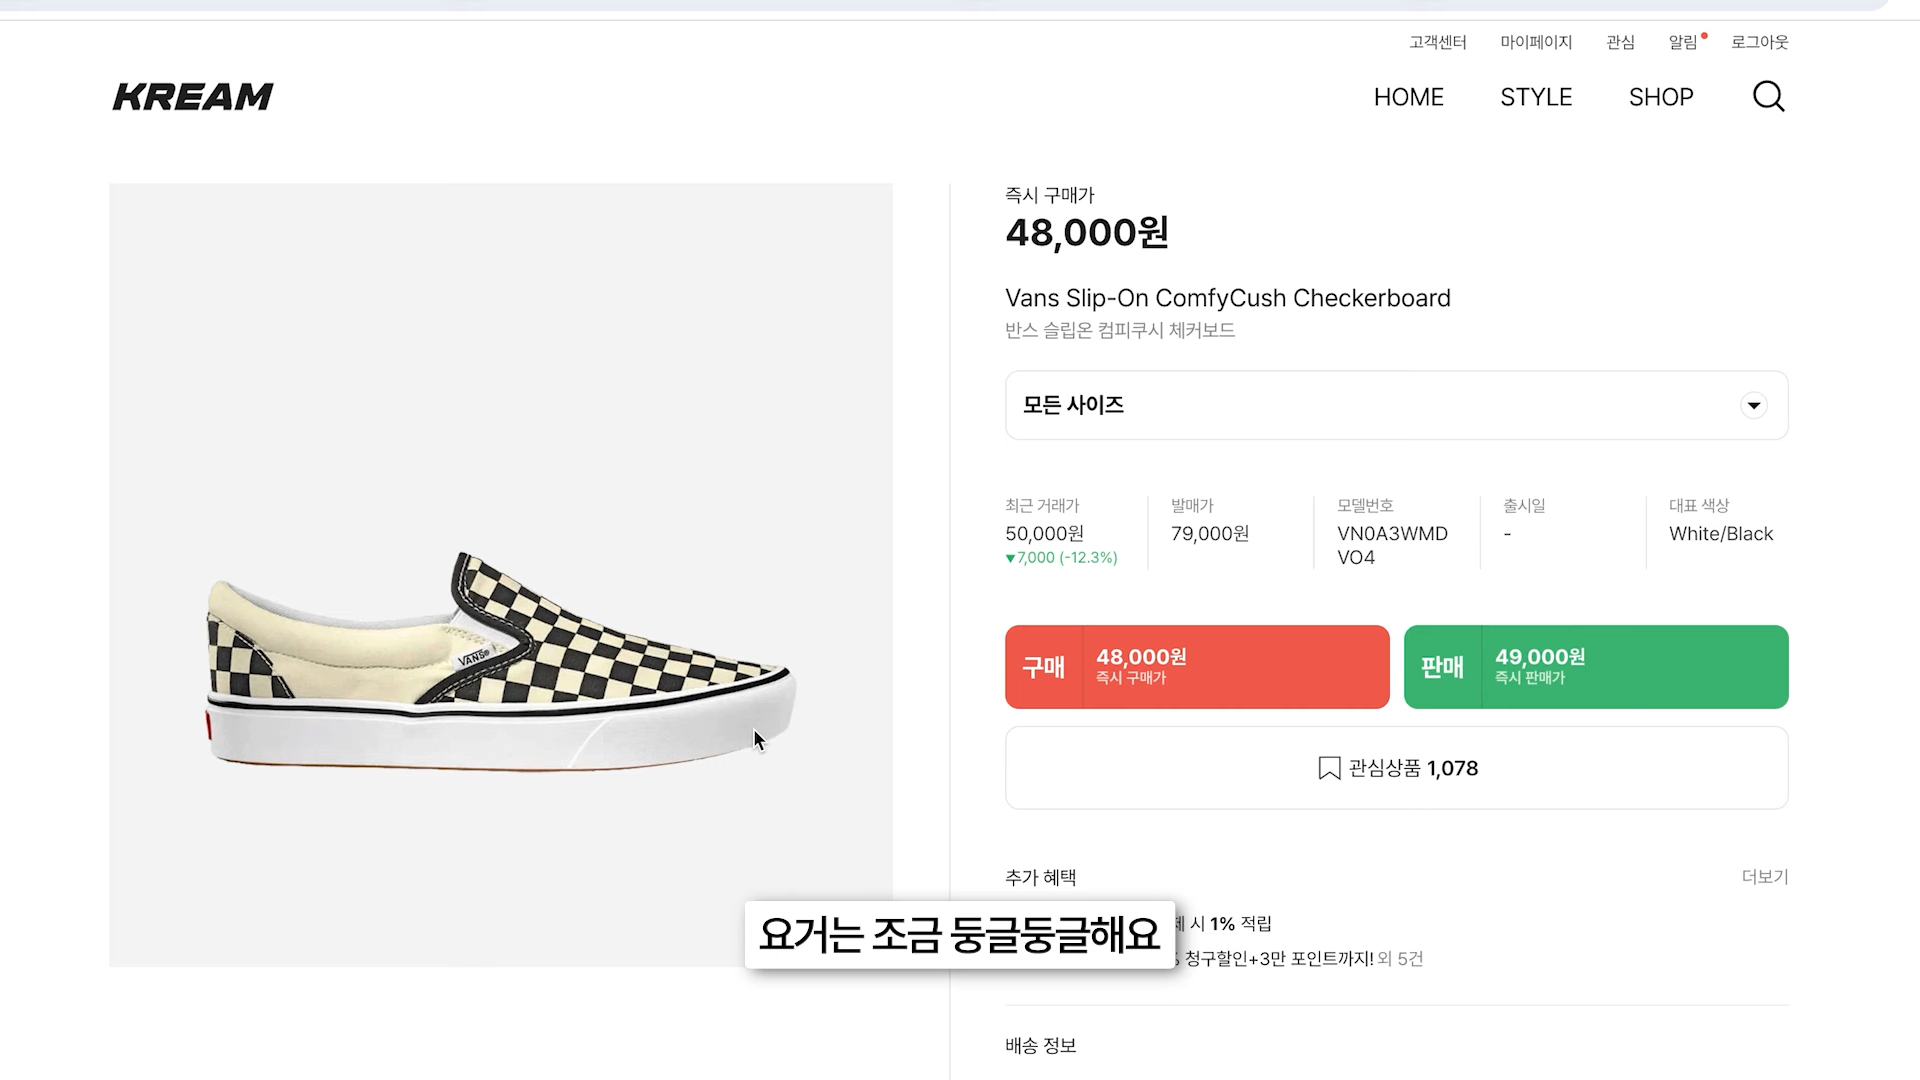 고객센터 마이페이지 관심 알림 로그아웃
KREAM
HOME STYLE SHOP
즉시 구매가
48,000원
Vans Slip-On ComfyCush Checkerboard
반스 슬립온 컴피쿠시 체커보드
모든 사이즈
최근 거래가
50,000원
▼7,000 (-12.3%)
발매가
79,000원
모델번호
VN0A3WMD
VO4
출시일
-
대표 색상
White/Black
VANS
구매
48,000원
즉시 구매가
판매
49,000원
즉시 판매가
관심상품 1,078
추가 혜택
더보기
시 1% 적립
요거는 조금 둥글둥글해요
청구할인+3만 포인트까지! 외 5건
배송 정보